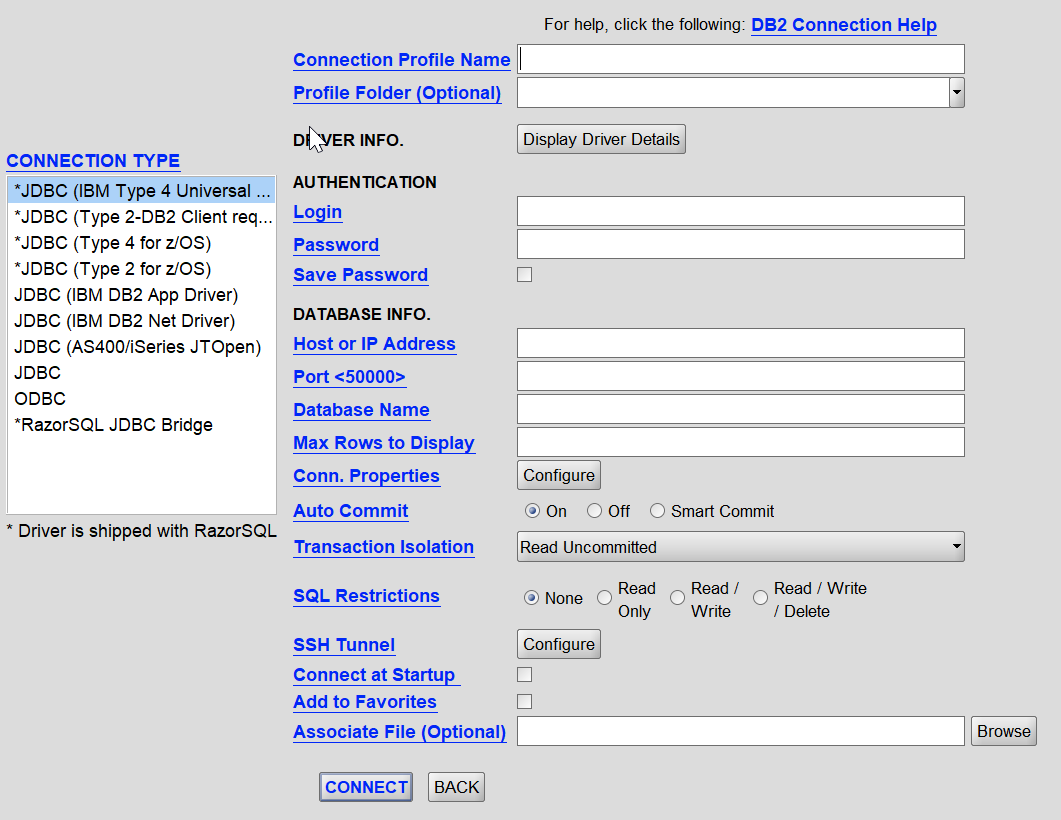 For help, click the following: DB2 Connection Help
Connection Profile Name
Profile Folder (Optional)
DRIVER INFO. Display Driver Details
CONNECTION TYPE
*JDBC (IBM Type 4 Universal ...
*JDBC (Type 2-DB2 Client req...
*JDBC (Type 4 for z/OS)
*JDBC (Type 2 for z/OS)
JDBC (IBM DB2 App Driver)
JDBC (IBM DB2 Net Driver)
JDBC (AS400/iSeries JTOpen)
JDBC
ODBC
*RazorSQL JDBC Bridge
* Driver is shipped with RazorSQL
AUTHENTICATION
Login
Password
Save Password
DATABASE INFO.
Host or IP Address
Port <50000>
Database Name
Max Rows to Display
Conn. Properties Configure
Auto Commit On Off Smart Commit
Transaction Isolation Read Uncommitted
SQL Restrictions None Read Only Read / Write Read / Write / Delete
SSH Tunnel Configure
Connect at Startup
Add to Favorites
Associate File (Optional) Browse
CONNECT BACK